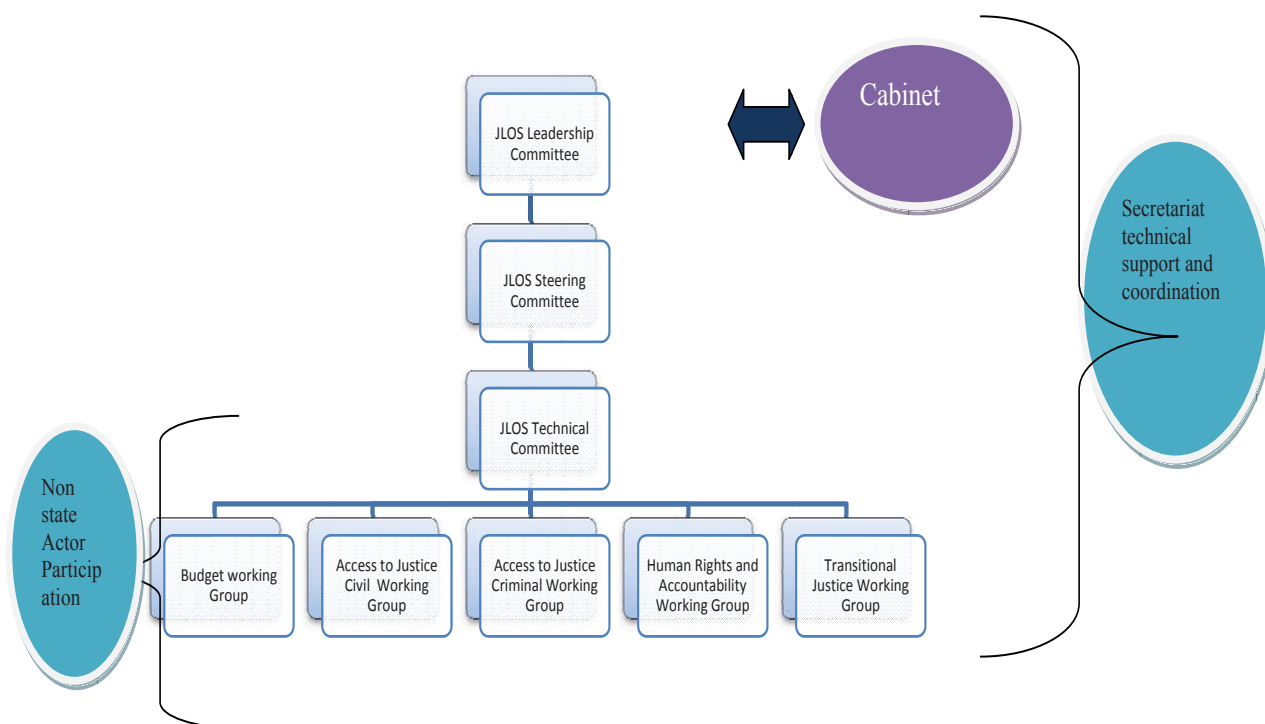 Cabinet
JLOS Leadership
Committee
Secretariat
technical
support and
coordination
JLOS Steering
Committee
JLOS Technical
Committee
Non
state
Actor
Particip
ation
Budget working
Group
Access to Justice
Civil Working
Group
Access to Justice
Criminal Working
Group
Human Rights and
Accountability
Working Group
Transitional
Justice Working
Group